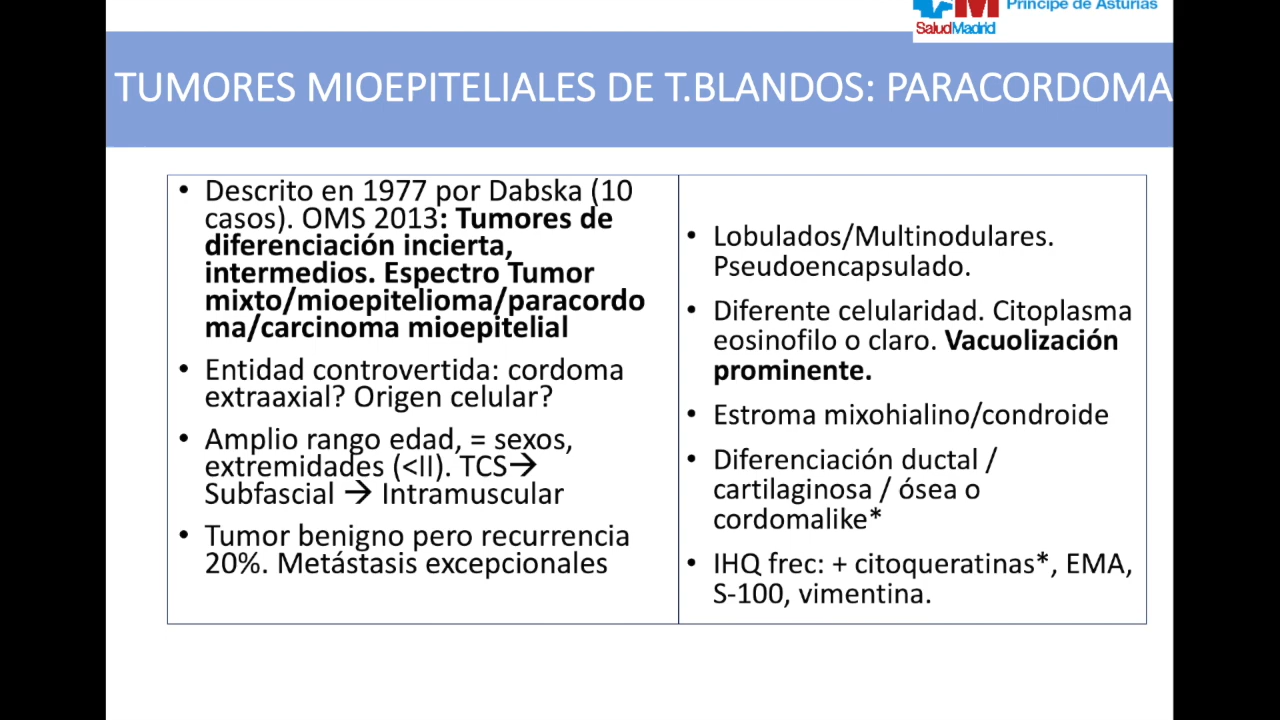 Príncipe de Asturias
SaludMadrid
TUMORES MIOEPITELIALES DE T.BLANDOS: PARACORDOMA
• Descrito en 1977 por Dabska (10
casos). OMS 2013: Tumores de
diferenciación incierta,
intermedios. Espectro Tumor
mixto/mioepitelioma/paracordo
ma/carcinoma mioepitelial
• Entidad controvertida: cordoma
extraaxial? Origen celular?
• Amplio rango edad, = sexos,
extremidades (<II). TCS→
Subfascial → Intramuscular
• Tumor benigno pero recurrencia
20%. Metástasis excepcionales
• Lobulados/Multinodulares.
Pseudoencapsulado.
• Diferente celularidad. Citoplasma
eosinofilo o claro. Vacuolización
prominente.
• Estroma mixohialino/condroide
• Diferenciación ductal /
cartilaginosa / ósea o
cordomalike*
• IHQ frec: + citoqueratinas*, EMA,
S-100, vimentina.